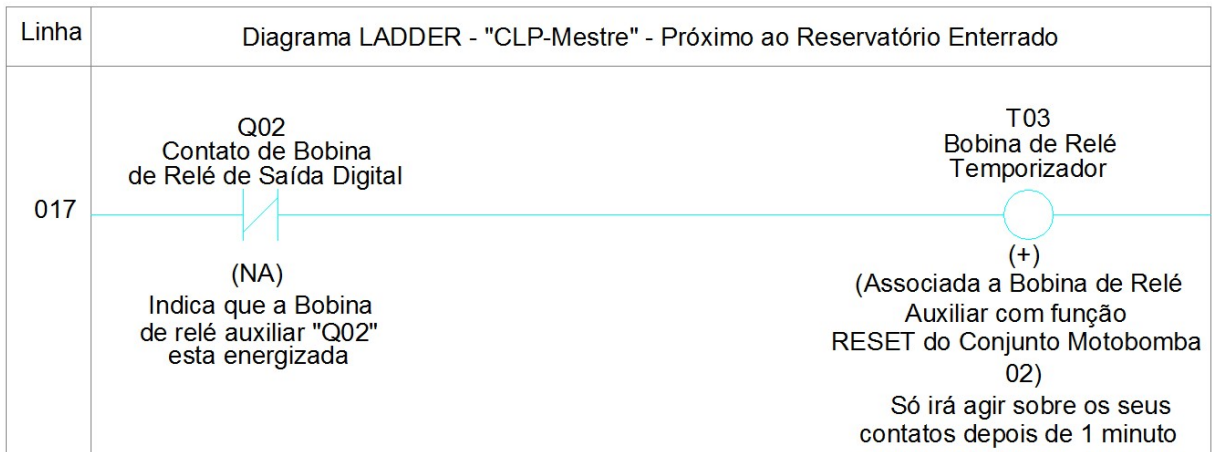 Linha
Diagrama LADDER - "CLP-Mestre" - Próximo ao Reservatório Enterrado
017
Q02
Contato de Bobina
de Relé de Saída Digital
(NA)
Indica que a Bobina
de relé auxiliar "Q02"
esta energizada
T03
Bobina de Relé
Temporizador
(+)
(Associada a Bobina de Relé
Auxiliar com função
RESET do Conjunto Motobomba
02)
Só irá agir sobre os seus
contatos depois de 1 minuto